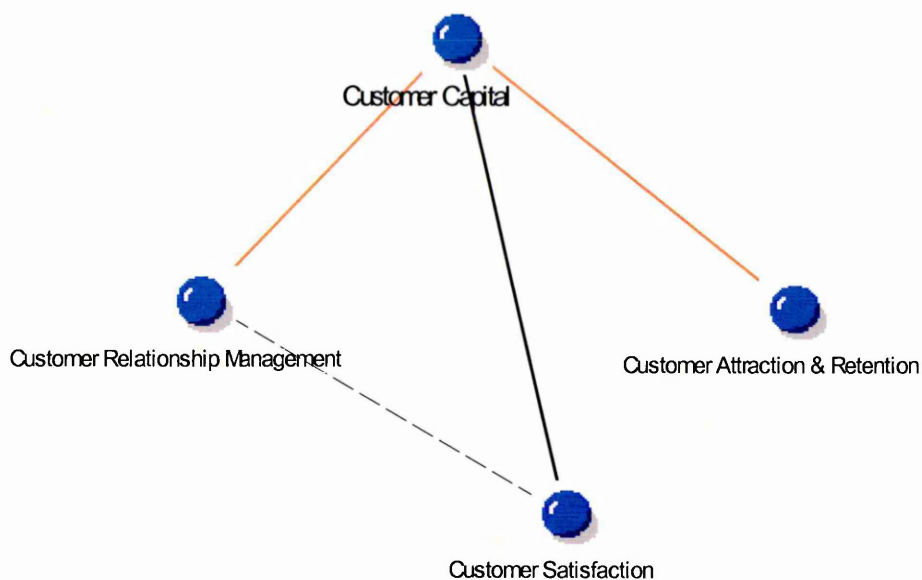 Customer Capital
Customer Relationship Management
Customer Attraction & Retention
Customer Satisfaction